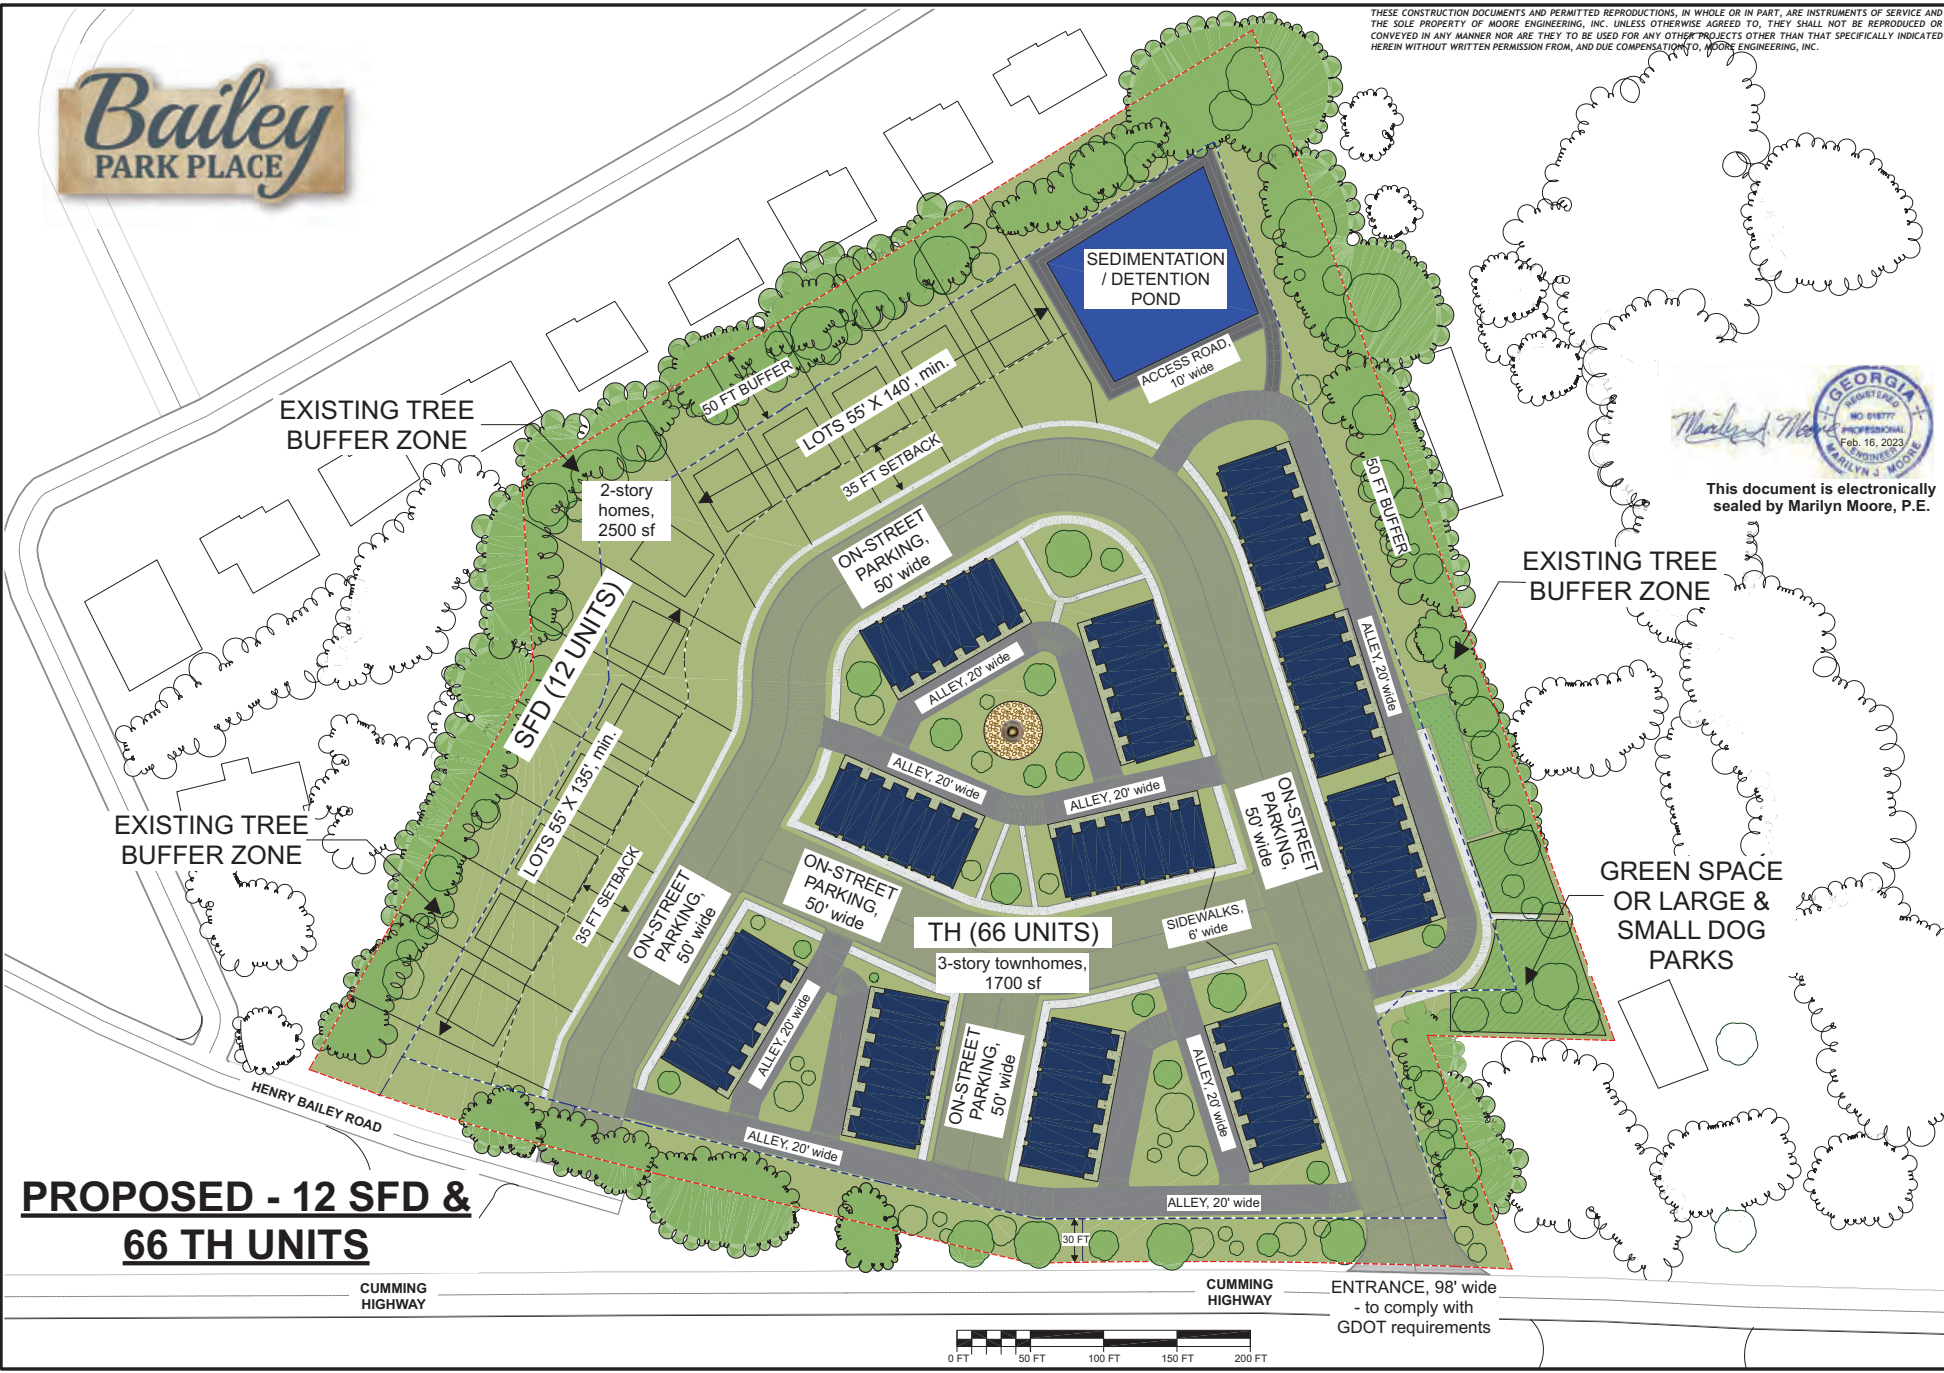 THESE CONSTRUCTION DOCUMENTS AND PERMITTED REPRODUCTIONS, IN WHOLE OR IN PART, ARE INSTRUMENTS OF SERVICE AND
THE SOLE PROPERTY OF MOORE ENGINEERING, INC. UNLESS OTHERWISE AGREED TO, THEY SHALL NOT BE REPRODUCED OR
CONVEYED IN ANY MANNER NOR ARE THEY TO BE USED FOR ANY OTHER PROJECTS OTHER THAN THAT SPECIFICALLY INDICATED
HEREIN WITHOUT WRITTEN PERMISSION FROM, AND DUE COMPENSATION TO, MOORE ENGINEERING, INC.
Bailey
PARK PLACE
SEDIMENTATION
/ DETENTION
POND
ACCESS ROAD,
10' wide
50 FT BUFFER
LOTS 55' X 140', min.
35 FT SETBACK
EXISTING TREE
BUFFER ZONE
2-story
homes,
2500 sf
SFD (12 UNITS)
LOTS 55' X 135', min.
35 FT SETBACK
EXISTING TREE
BUFFER ZONE
ON-STREET
PARKING,
50' wide
ALLEY, 20' wide
ALLEY, 20' wide
ALLEY, 20' wide
50 FT BUFFER
ALLEY, 20' wide
GEORGIA
REGISTERED
NO 018777
PROFESSIONAL
Feb. 16, 2023
ENGINEER
MARILYN J. MOORE
Marilyn J. Moore
This document is electronically
sealed by Marilyn Moore, P.E.
EXISTING TREE
BUFFER ZONE
GREEN SPACE
OR LARGE &
SMALL DOG
PARKS
ON-STREET
PARKING,
50' wide
ON-STREET
PARKING,
50' wide
ON-STREET
PARKING,
50' wide
TH (66 UNITS)
3-story townhomes,
1700 sf
SIDEWALKS,
6' wide
ALLEY, 20' wide
ON-STREET
PARKING,
50' wide
ALLEY, 20' wide
ALLEY, 20' wide
ALLEY, 20' wide
30 FT
HENRY BAILEY ROAD
PROPOSED - 12 SFD &
66 TH UNITS
CUMMING
HIGHWAY
CUMMING
HIGHWAY
ENTRANCE, 98' wide
- to comply with
GDOT requirements
0 FT 50 FT 100 FT 150 FT 200 FT